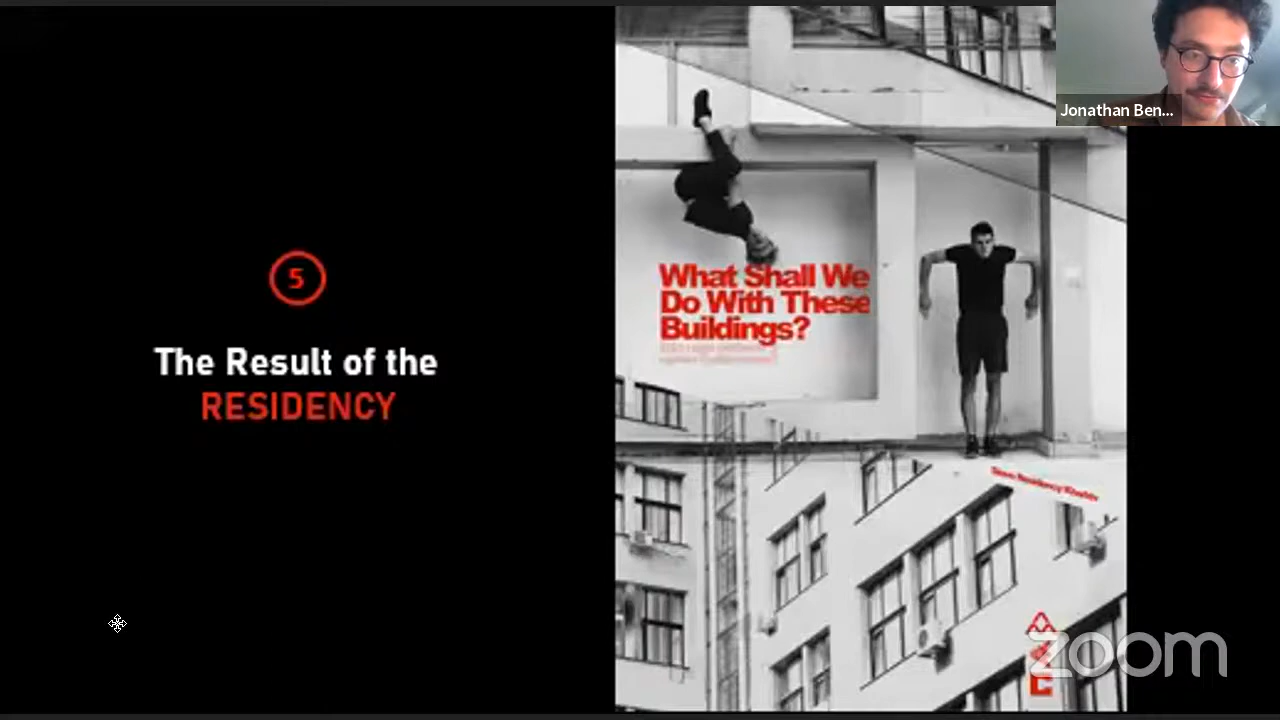 Jonathan Ben...
5
The Result of the
RESIDENCY
What Shall We
Do With These
Buildings?
zoom